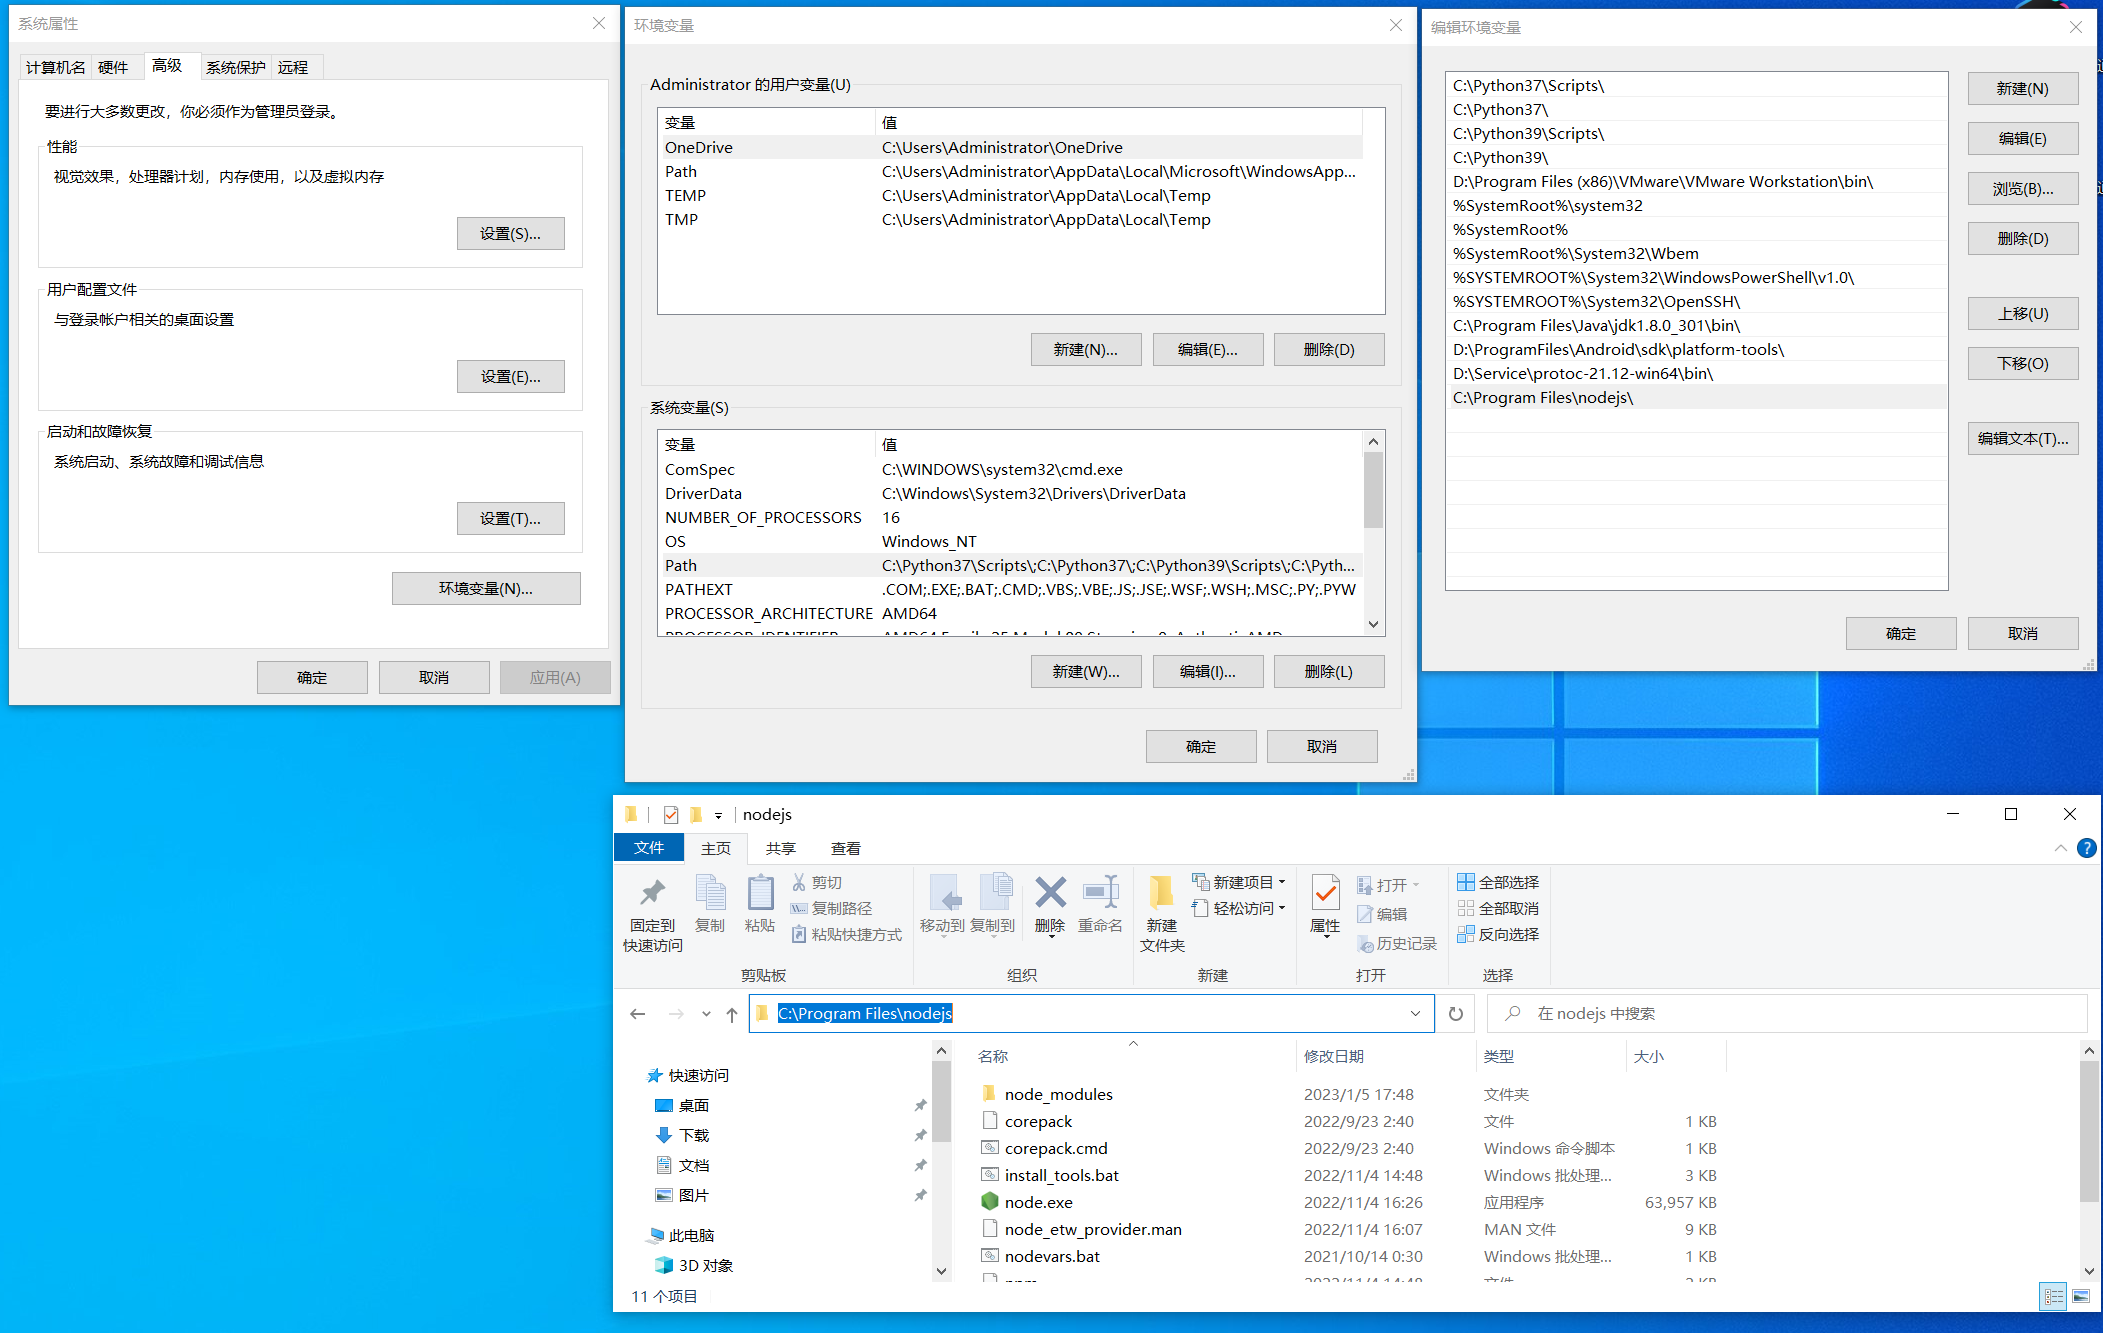 系统属性
计算机名 硬件 高级 系统保护 远程
要进行大多数更改，你必须作为管理员登录。
性能
视觉效果，处理器计划，内存使用，以及虚拟内存
设置(S)...
用户配置文件
与登录帐户相关的桌面设置
设置(E)...
启动和故障恢复
系统启动、系统故障和调试信息
设置(T)...
环境变量(N)...
确定 取消 应用(A)
环境变量
Administrator 的用户变量(U)
变量 值
OneDrive C:\Users\Administrator\OneDrive
Path C:\Users\Administrator\AppData\Local\Microsoft\WindowsApp...
TEMP C:\Users\Administrator\AppData\Local\Temp
TMP C:\Users\Administrator\AppData\Local\Temp
新建(N)... 编辑(E)... 删除(D)
系统变量(S)
变量 值
ComSpec C:\WINDOWS\system32\cmd.exe
DriverData C:\Windows\System32\Drivers\DriverData
NUMBER_OF_PROCESSORS 16
OS Windows_NT
Path C:\Python37\Scripts\;C:\Python37\;C:\Python39\Scripts\;C:\Pyth...
PATHEXT .COM;.EXE;.BAT;.CMD;.VBS;.VBE;.JS;.JSE;.WSF;.WSH;.MSC;.PY;.PYW
PROCESSOR_ARCHITECTURE AMD64
新建(W)... 编辑(I)... 删除(L)
确定 取消
编辑环境变量
C:\Python37\Scripts\
C:\Python37\
C:\Python39\Scripts\
C:\Python39\
D:\Program Files (x86)\VMware\VMware Workstation\bin\
%SystemRoot%\system32
%SystemRoot%
%SystemRoot%\System32\Wbem
%SYSTEMROOT%\System32\WindowsPowerShell\v1.0\
%SYSTEMROOT%\System32\OpenSSH\
C:\Program Files\Java\jdk1.8.0_301\bin\
D:\ProgramFiles\Android\sdk\platform-tools\
D:\Service\protoc-21.12-win64\bin\
C:\Program Files\nodejs\
新建(N)
编辑(E)
浏览(B)...
删除(D)
上移(U)
下移(O)
编辑文本(T)...
确定 取消
nodejs
文件 主页 共享 查看
固定到
快速访问
复制
粘贴
剪切
复制路径
粘贴快捷方式
剪贴板
移动到 复制到 删除 重命名
组织
新建
文件夹
新建项目
轻松访问
新建
属性
打开
编辑
历史记录
打开
全部选择
全部取消
反向选择
选择
C:\Program Files\nodejs
在 nodejs 中搜索
快速访问
桌面
下载
文档
图片
此电脑
3D 对象
名称 修改日期 类型 大小
node_modules 2023/1/5 17:48 文件夹
corepack 2022/9/23 2:40 文件 1 KB
corepack.cmd 2022/9/23 2:40 Windows 命令脚本 1 KB
install_tools.bat 2022/11/4 14:48 Windows 批处理... 3 KB
node.exe 2022/11/4 16:26 应用程序 63,957 KB
node_etw_provider.man 2022/11/4 16:07 MAN 文件 9 KB
nodevars.bat 2021/10/14 0:30 Windows 批处理... 1 KB
11 个项目